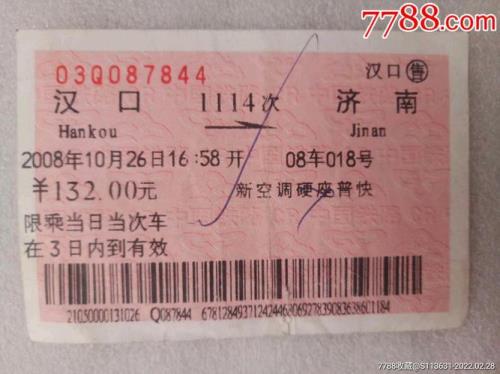 7788.com
03Q087844
汉口㊝售
汉口 1114次 济南
Hankou Jinan
2008年10月26日16:58开 08车018号
¥132.00元 新空调硬座普快
限乘当日当次车
在3日内到有效
21050000131026 Q087844
7788收藏@S113631-2022.02.28